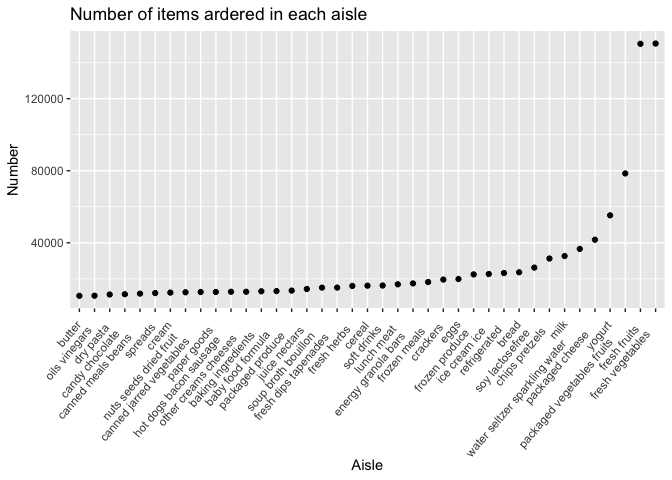 Number of items ardered in each aisle
Number
120000
80000
40000
butter
oils vinegars
dry pasta
candy chocolate
canned meals beans
spreads
cream
nuts seeds dried fruit
canned jarred vegetables
paper goods
hot dogs bacon sausage
other creams cheeses
baking ingredients
baby food formula
packaged produce
juice nectars
soup broth bouillon
fresh dips tapenades
fresh herbs
cereal
soft drinks
lunch meat
energy granola bars
frozen meals
crackers
eggs
frozen produce
ice cream ice
refrigerated
bread
soy lactosefree
chips pretzels
milk
water seltzer sparkling water
packaged cheese
yogurt
packaged vegetables fruits
fresh fruits
fresh vegetables
Aisle